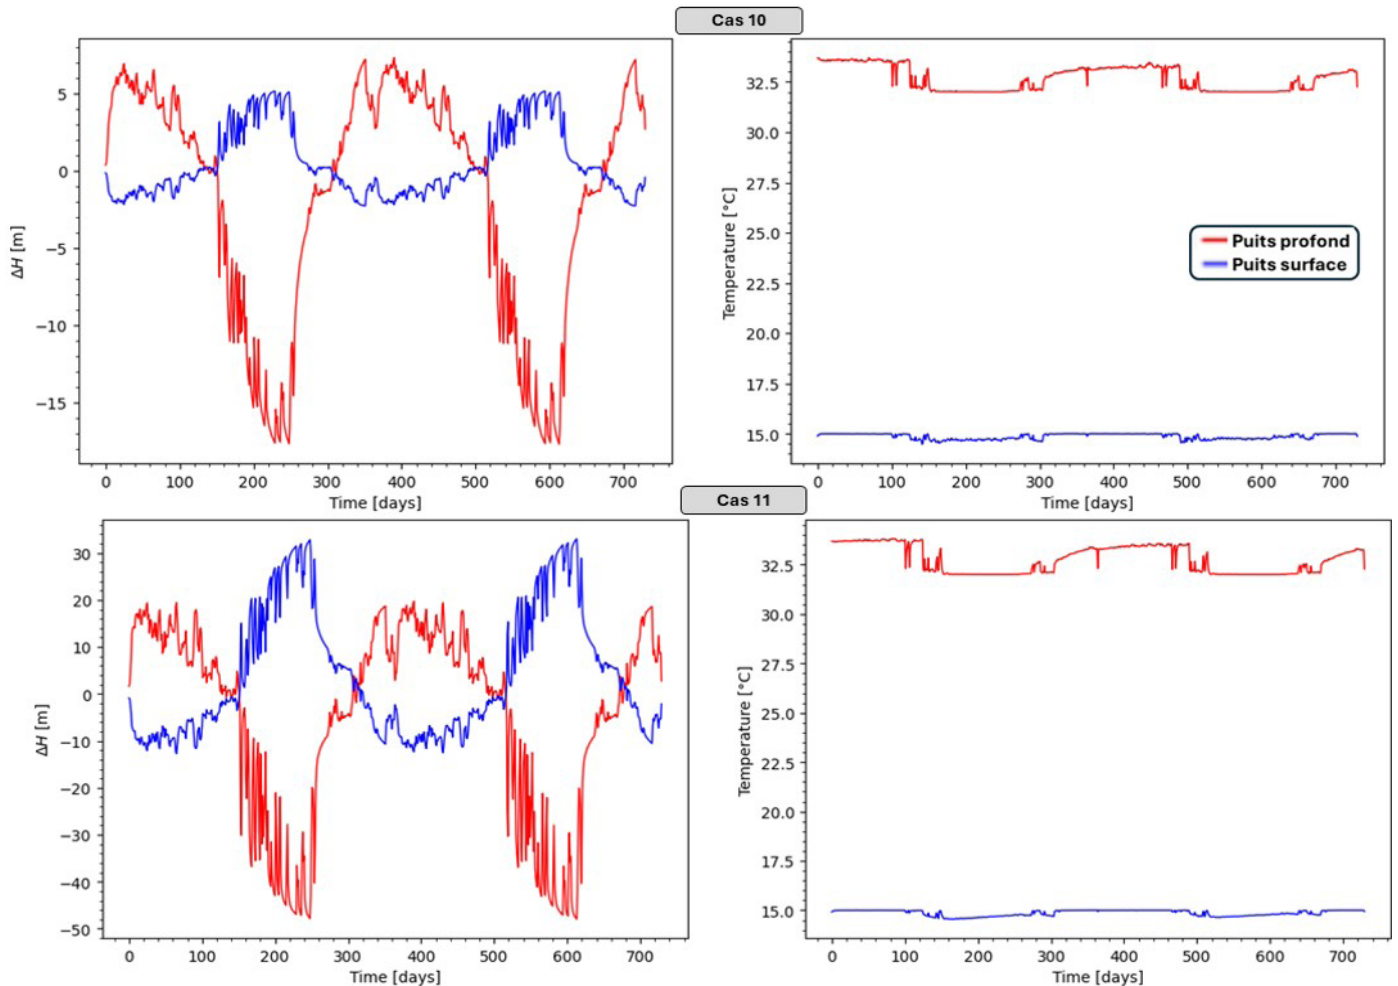 Cas 10
5
0
−5
−10
−15
ΔH [m]
0 100 200 300 400 500 600 700
Time [days]
32.5
30.0
27.5
25.0
22.5
20.0
17.5
15.0
Temperature [°C]
Puits profond
Puits surface
0 100 200 300 400 500 600 700
Time [days]
Cas 11
30
20
10
0
−10
−20
−30
−40
−50
ΔH [m]
0 100 200 300 400 500 600 700
Time [days]
32.5
30.0
27.5
25.0
22.5
20.0
17.5
15.0
Temperature [°C]
0 100 200 300 400 500 600 700
Time [days]